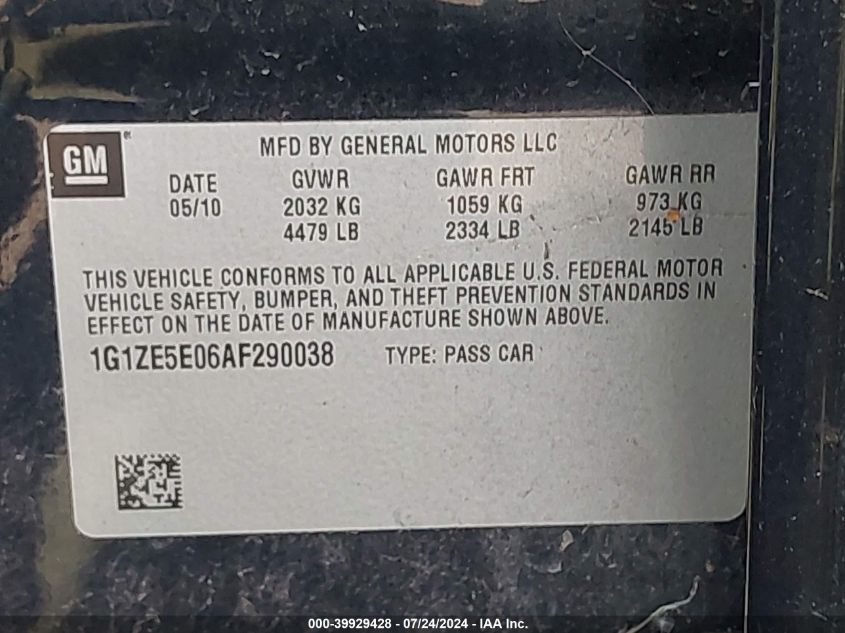 GM
MFD BY GENERAL MOTORS LLC
DATE GVWR GAWR FRT GAWR RR
05/10 2032 KG 1059 KG 973 KG
4479 LB 2334 LB 2145 LB
THIS VEHICLE CONFORMS TO ALL APPLICABLE U.S. FEDERAL MOTOR
VEHICLE SAFETY, BUMPER, AND THEFT PREVENTION STANDARDS IN
EFFECT ON THE DATE OF MANUFACTURE SHOWN ABOVE.
1G1ZE5E06AF290038 TYPE: PASS CAR
000-39929428 - 07/24/2024 - IAA Inc.